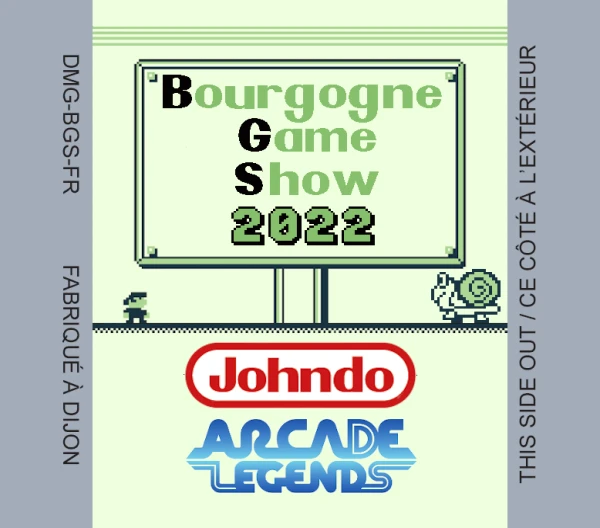 DMG-BGS-FR
FABRIQUÉ À DIJON
Bourgogne
Game
Show
2022
Johndo
ARCADE
LEGENDS
THIS SIDE OUT / CE CÔTÉ À L'EXTÉRIEUR